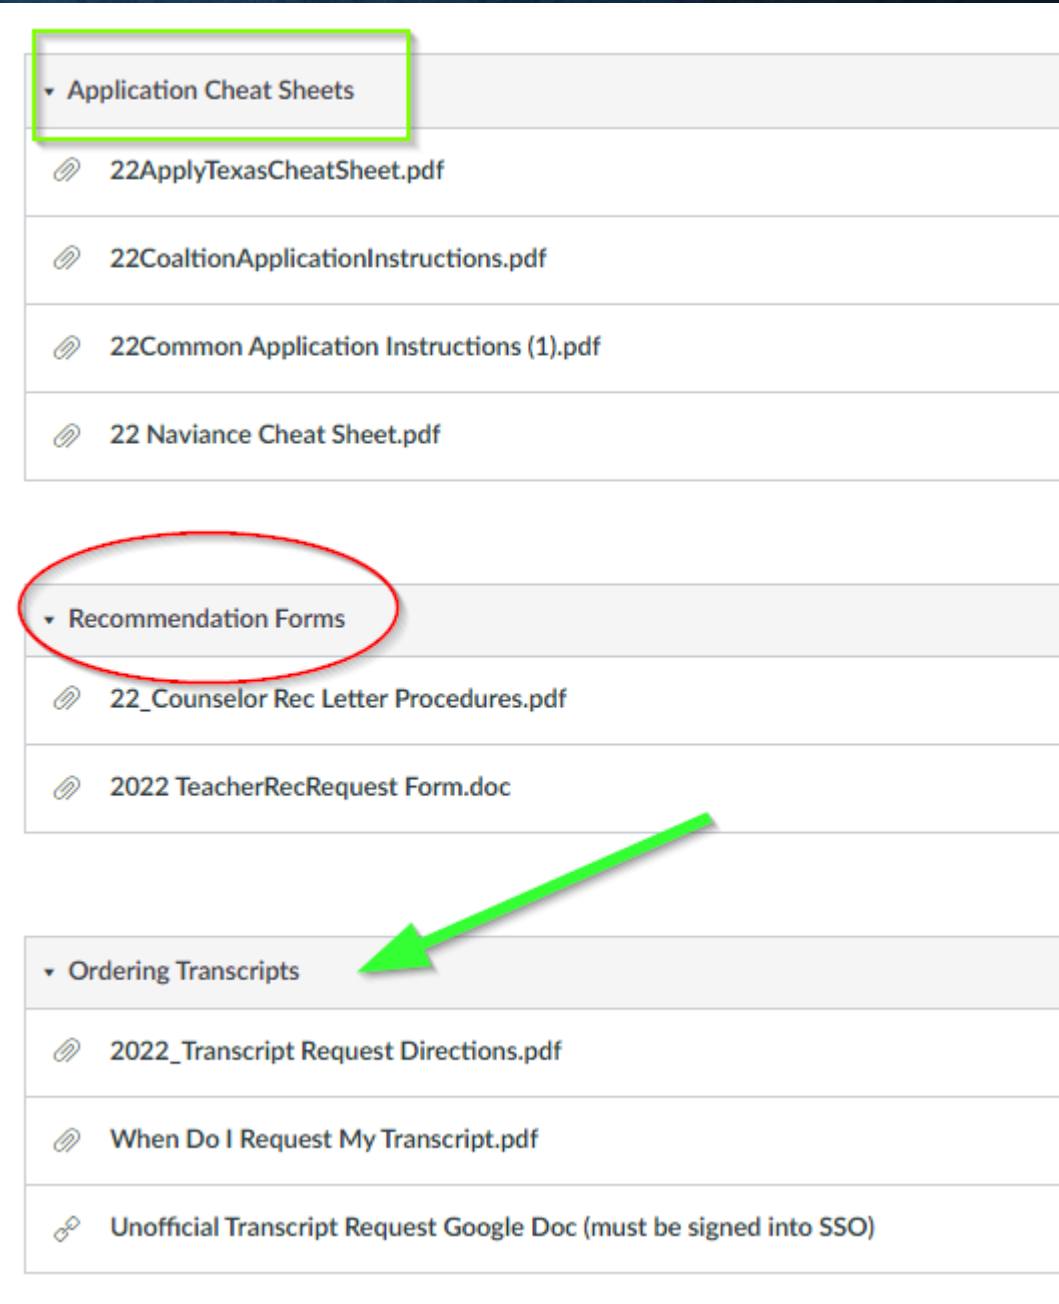 Application Cheat Sheets
22ApplyTexasCheatSheet.pdf
22CoaltionApplicationInstructions.pdf
22Common Application Instructions (1).pdf
22 Naviance Cheat Sheet.pdf
Recommendation Forms
22_Counselor Rec Letter Procedures.pdf
2022 TeacherRecRequest Form.doc
Ordering Transcripts
2022_Transcript Request Directions.pdf
When Do I Request My Transcript.pdf
Unofficial Transcript Request Google Doc (must be signed into SSO)